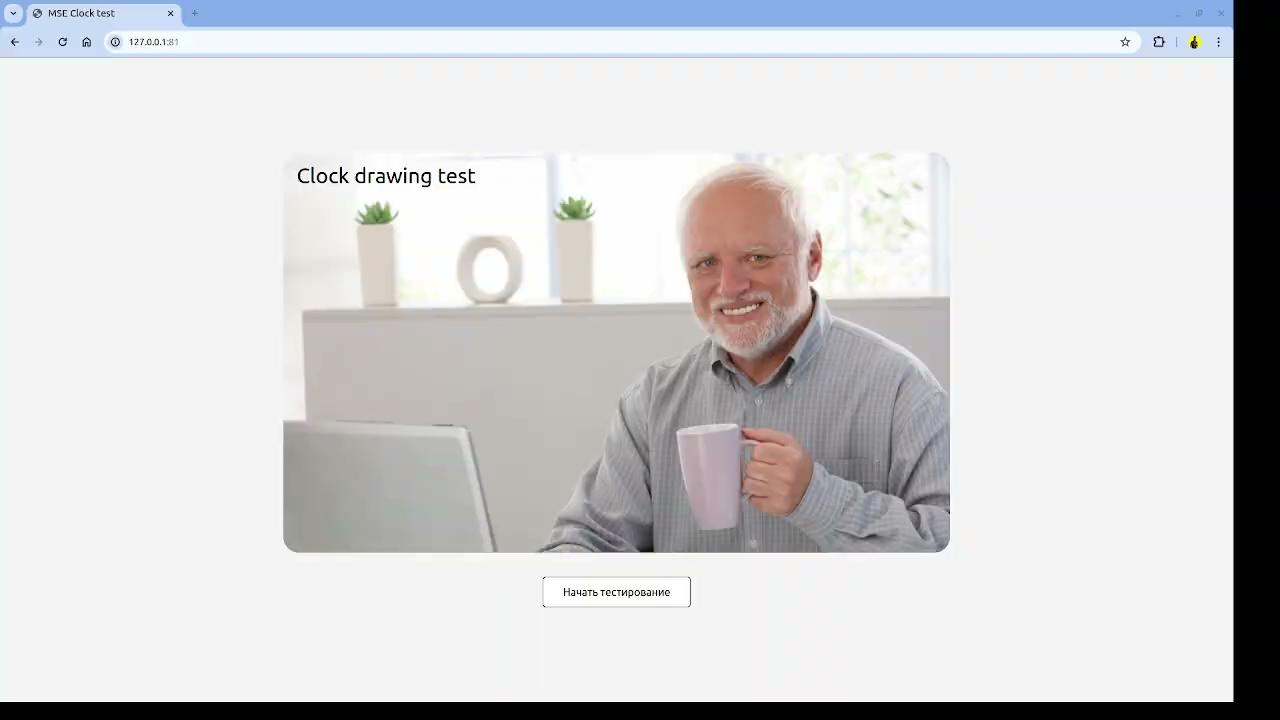 MSE Clock test
127.0.0.1:81
Clock drawing test
Начать тестирование